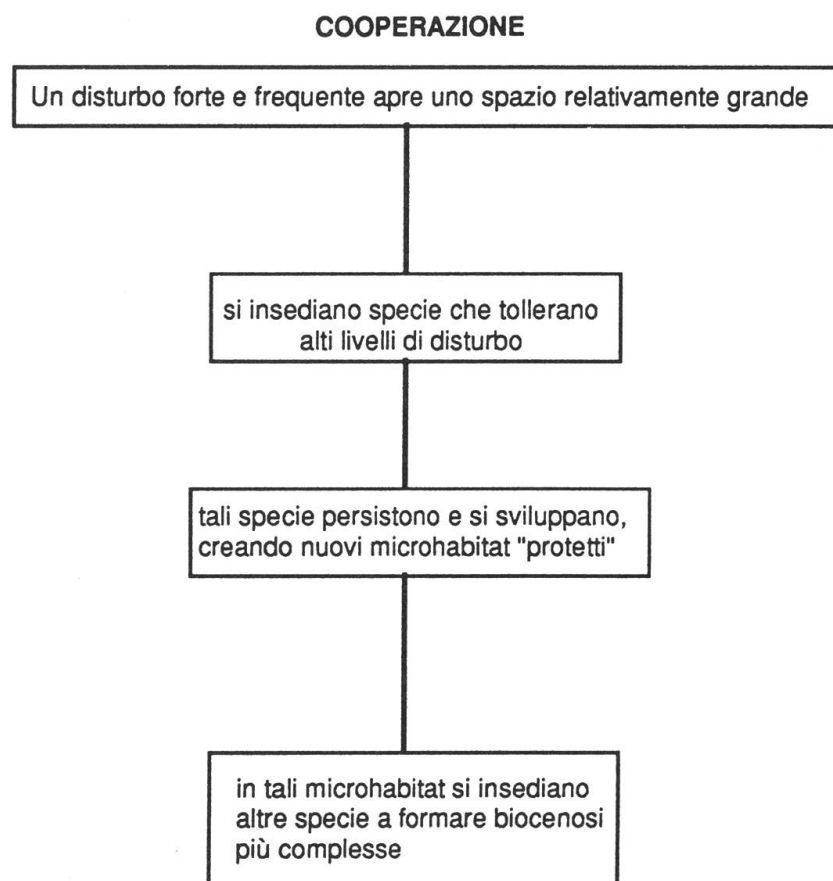 COOPERAZIONE
Un disturbo forte e frequente apre uno spazio relativamente grande
si insediano specie che tollerano
alti livelli di disturbo
tali specie persistono e si sviluppano,
creando nuovi microhabitat "protetti"
in tali microhabitat si insediano
altre specie a formare biocenosi
più complesse